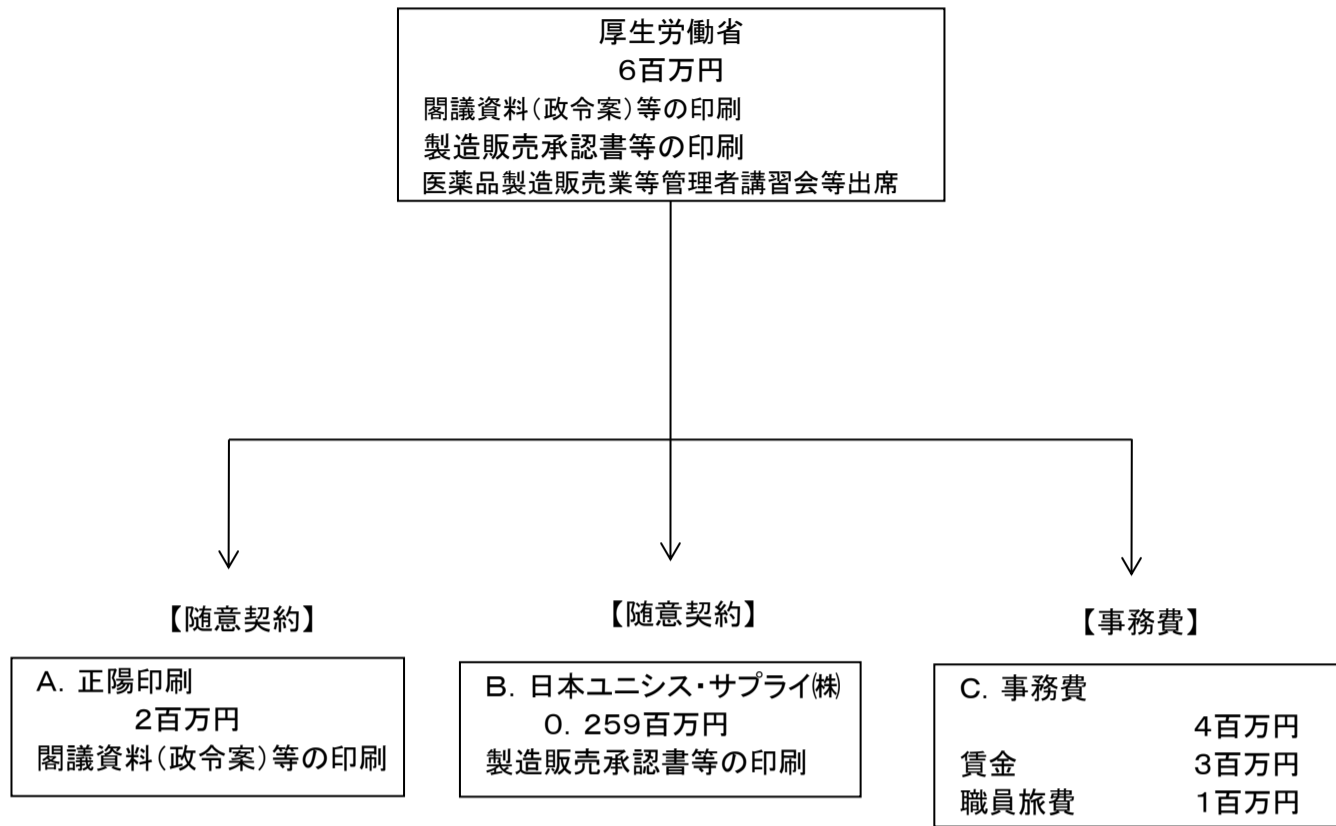 厚生労働省
6百万円
閣議資料(政令案)等の印刷
製造販売承認書等の印刷
医薬品製造販売業等管理者講習会等出席
【随意契約】
【随意契約】
【事務費】
A. 正陽印刷
2百万円
閣議資料(政令案)等の印刷
B. 日本ユニシス・サプライ㈱
0. 259百万円
製造販売承認書等の印刷
C. 事務費
4百万円
賃金 3百万円
職員旅費 1百万円